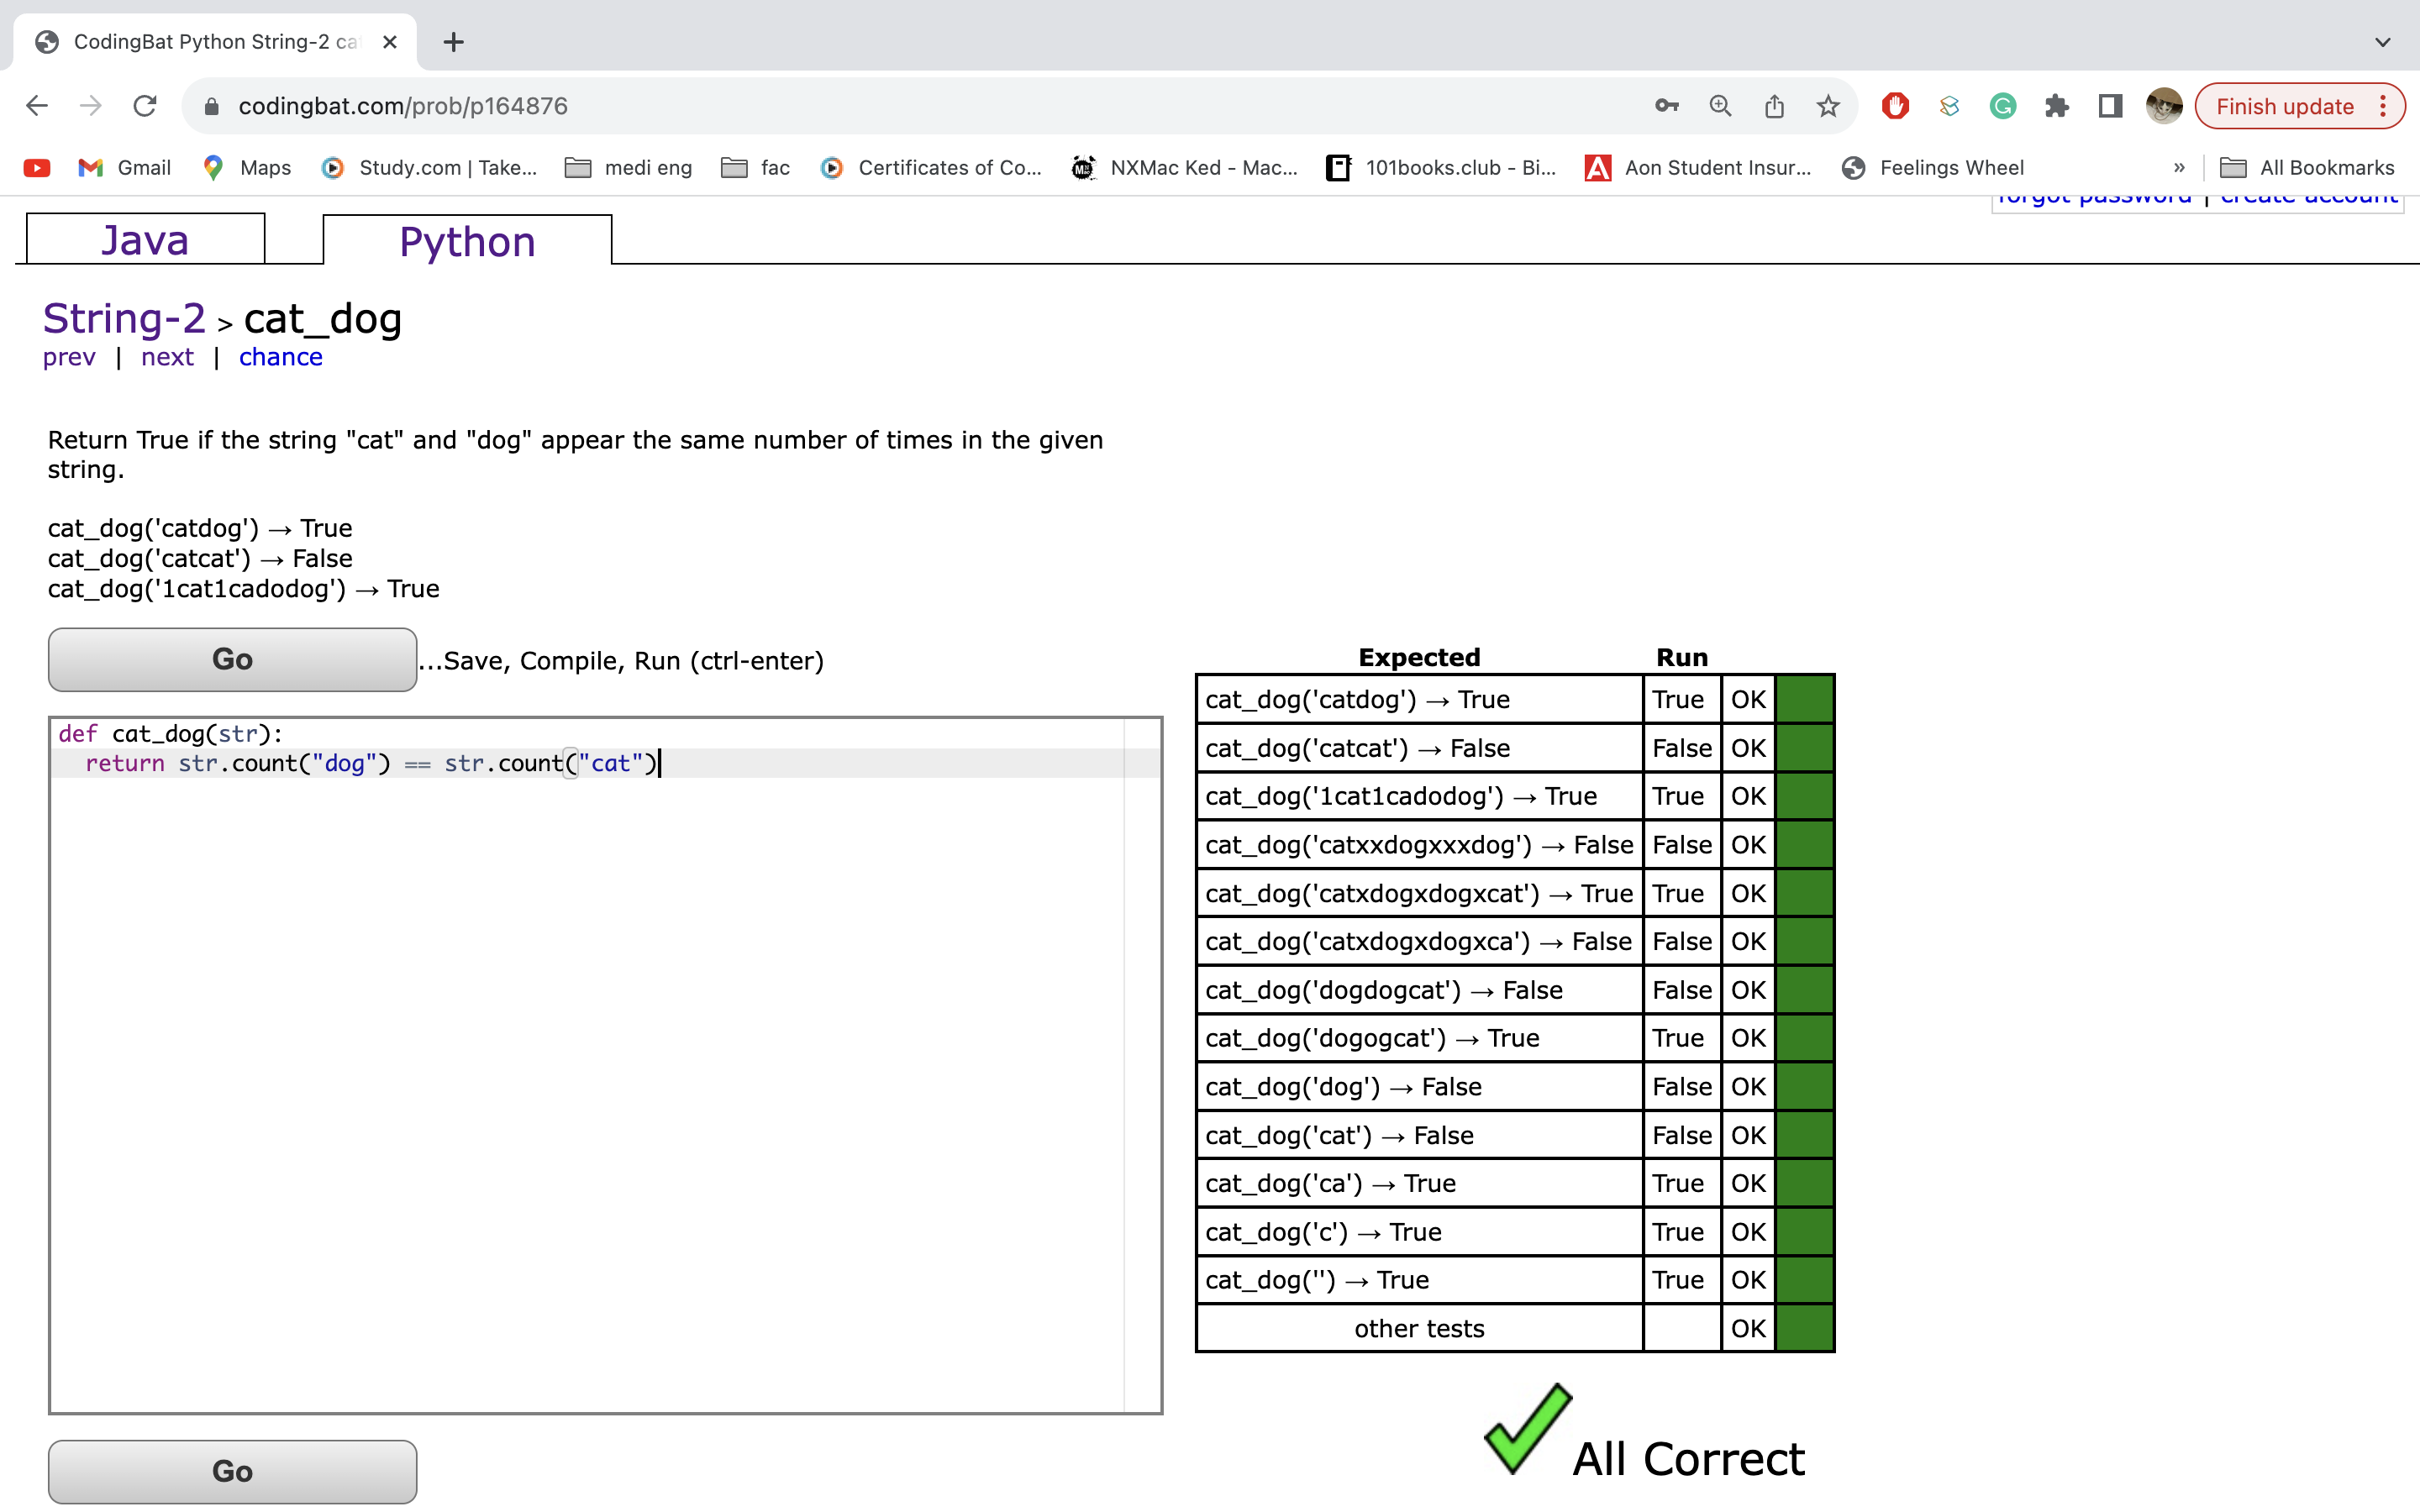 CodingBat Python String-2 ca
codingbat.com/prob/p164876
Finish update
Gmail
Maps
Study.com | Take...
medi eng
fac
Certificates of Co...
NXMac Ked - Mac...
101books.club - Bi...
Aon Student Insur...
Feelings Wheel
»
All Bookmarks
forgot password | create account
Java
Python
String-2 > cat_dog
prev | next | chance
Return True if the string "cat" and "dog" appear the same number of times in the given
string.
cat_dog('catdog') → True
cat_dog('catcat') → False
cat_dog('1cat1cadodog') → True
Go
...Save, Compile, Run (ctrl-enter)
def cat_dog(str):
  return str.count("dog") == str.count("cat")
Go
Expected Run
cat_dog('catdog') → True True OK
cat_dog('catcat') → False False OK
cat_dog('1cat1cadodog') → True True OK
cat_dog('catxxdogxxxdog') → False False OK
cat_dog('catxdogxdogxcat') → True True OK
cat_dog('catxdogxdogxca') → False False OK
cat_dog('dogdogcat') → False False OK
cat_dog('dogogcat') → True True OK
cat_dog('dog') → False False OK
cat_dog('cat') → False False OK
cat_dog('ca') → True True OK
cat_dog('c') → True True OK
cat_dog('') → True True OK
other tests OK
All Correct